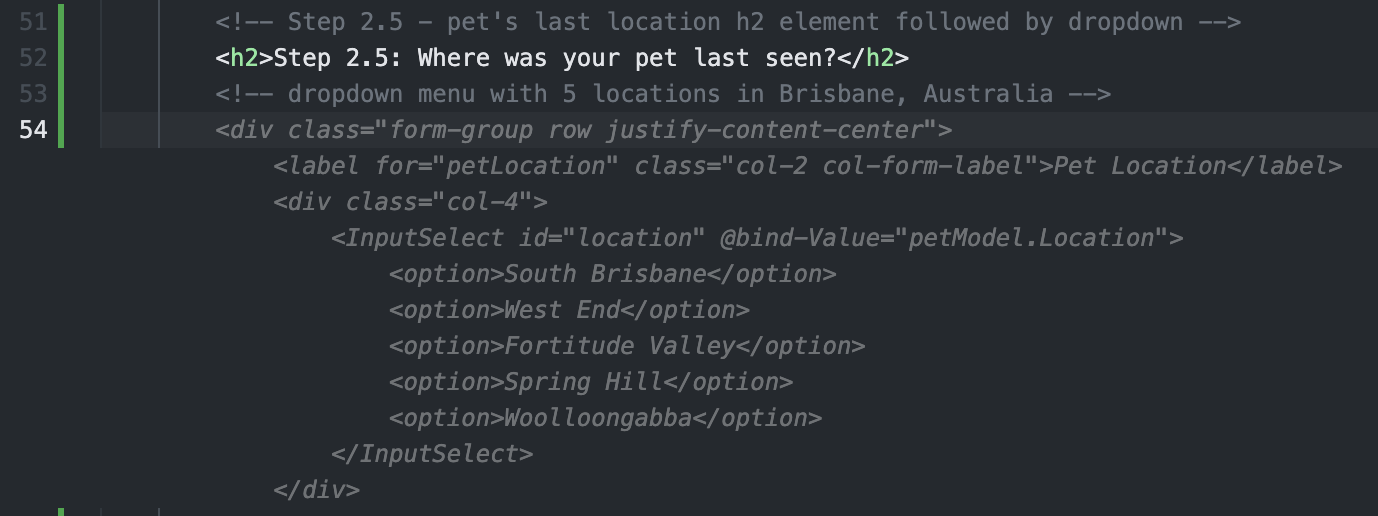 51 <!-- Step 2.5 - pet's last location h2 element followed by dropdown -->
52 <h2>Step 2.5: Where was your pet last seen?</h2>
53 <!-- dropdown menu with 5 locations in Brisbane, Australia -->
54 <div class="form-group row justify-content-center">
<label for="petLocation" class="col-2 col-form-label">Pet Location</label>
<div class="col-4">
<InputSelect id="location" @bind-Value="petModel.Location">
<option>South Brisbane</option>
<option>West End</option>
<option>Fortitude Valley</option>
<option>Spring Hill</option>
<option>Woolloongabba</option>
</InputSelect>
</div>